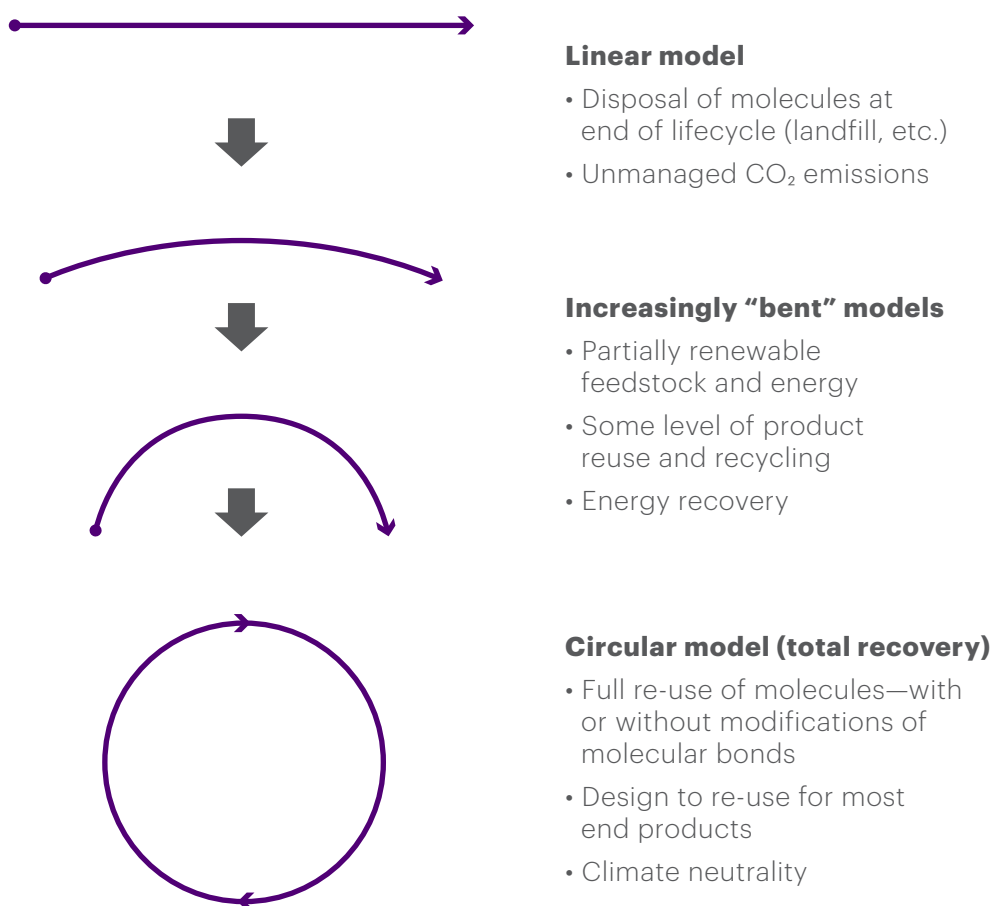 Linear model
• Disposal of molecules at
end of lifecycle (landfill, etc.)
• Unmanaged CO₂ emissions
Increasingly “bent” models
• Partially renewable
feedstock and energy
• Some level of product
reuse and recycling
• Energy recovery
Circular model (total recovery)
• Full re-use of molecules—with
or without modifications of
molecular bonds
• Design to re-use for most
end products
• Climate neutrality